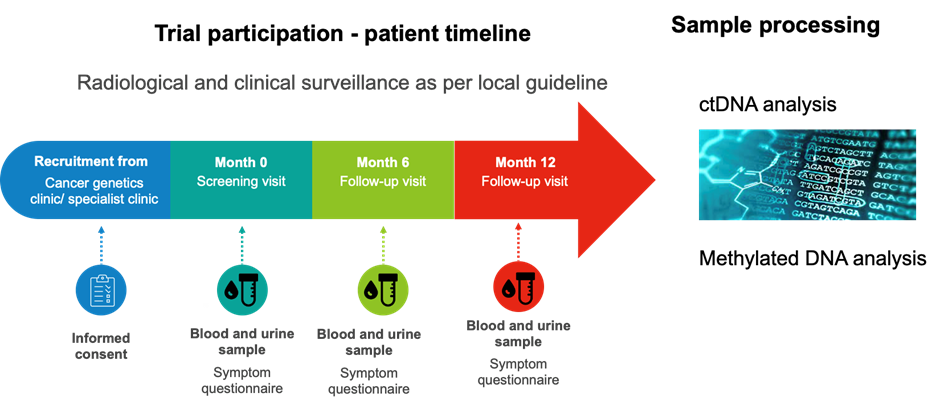 Trial participation - patient timeline
Sample processing
Radiological and clinical surveillance as per local guideline
Recruitment from
Cancer genetics
clinic/ specialist clinic
Month 0
Screening visit
Month 6
Follow-up visit
Month 12
Follow-up visit
Informed
consent
Blood and urine
sample
Symptom
questionnaire
Blood and urine
sample
Symptom
questionnaire
Blood and urine
sample
Symptom
questionnaire
ctDNA analysis
Methylated DNA analysis